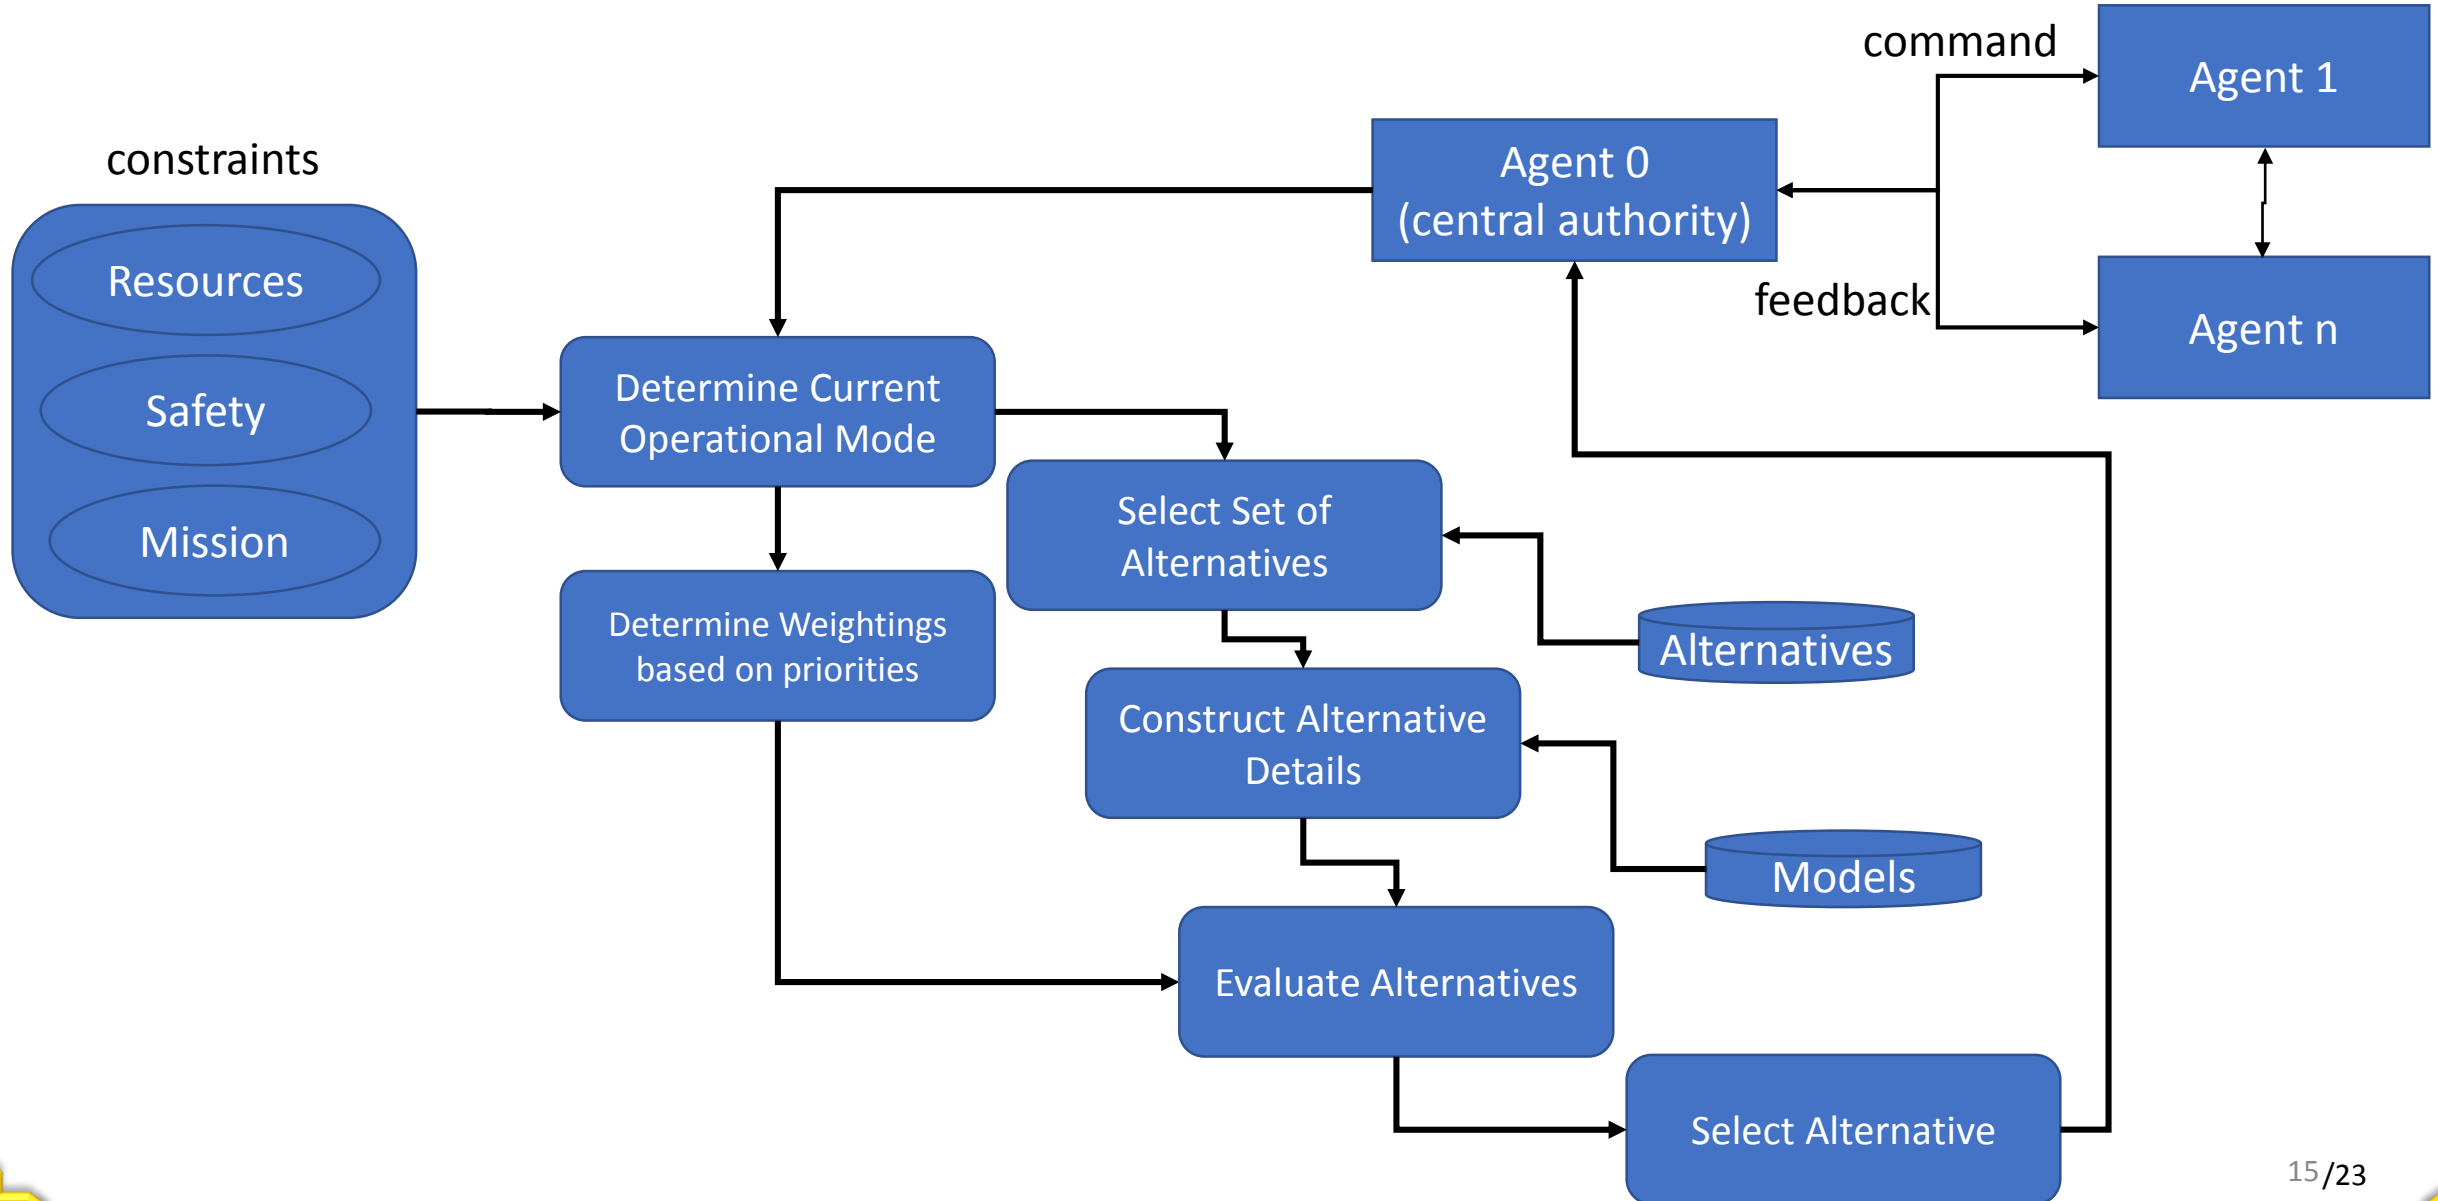 command
Agent 1
constraints
Agent 0
(central authority)
Resources
feedback
Agent n
Safety
Determine Current
Operational Mode
Mission
Select Set of
Alternatives
Determine Weightings
based on priorities
Alternatives
Construct Alternative
Details
Models
Evaluate Alternatives
Select Alternative
15/23